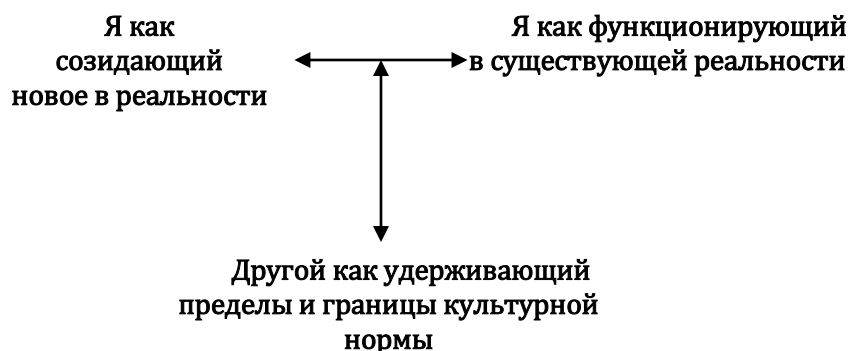 Я как
созидающий
новое в реальности
Я как функционирующий
в существующей реальности
Другой как удерживающий
пределы и границы культурной
нормы